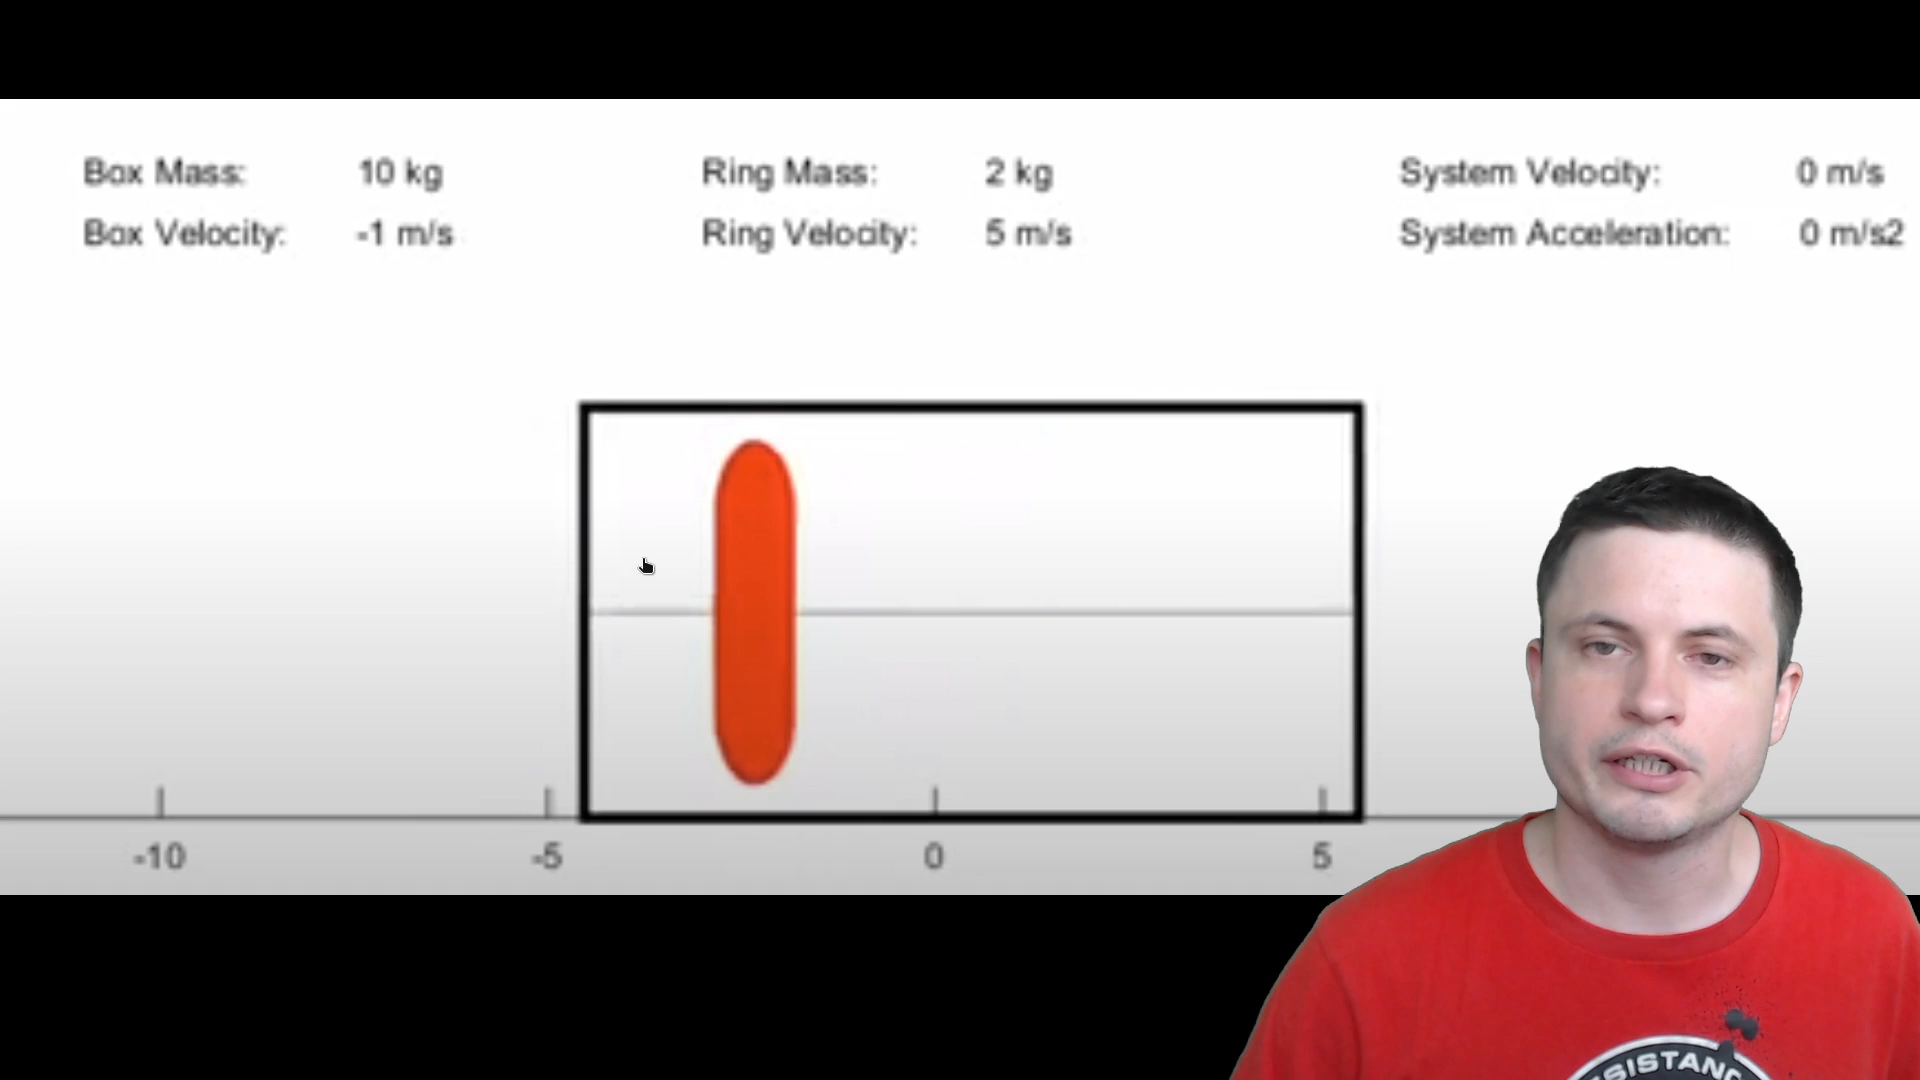 Box Mass: 10 kg Ring Mass: 2 kg System Velocity: 0 m/s
Box Velocity: -1 m/s Ring Velocity: 5 m/s System Acceleration: 0 m/s2
-10 -5 0 5
SISTANC